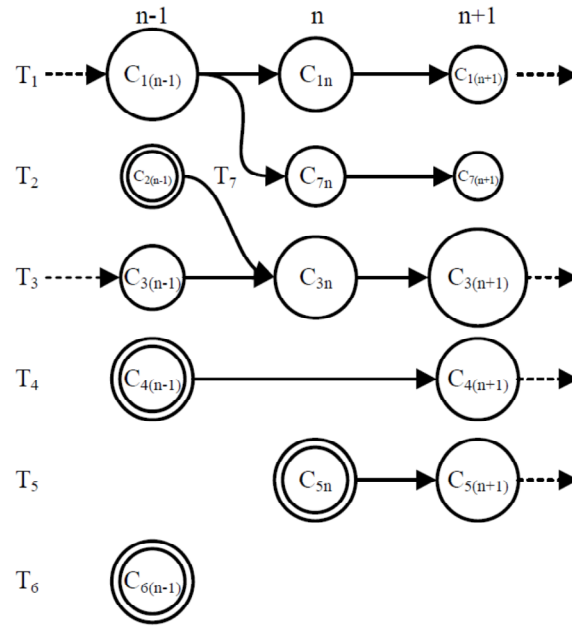 n-1 n n+1
T1 C1(n-1) C1n C1(n+1)
T2 C2(n-1) T7 C7n C7(n+1)
T3 C3(n-1) C3n C3(n+1)
T4 C4(n-1) C4(n+1)
T5 C5n C5(n+1)
T6 C6(n-1)